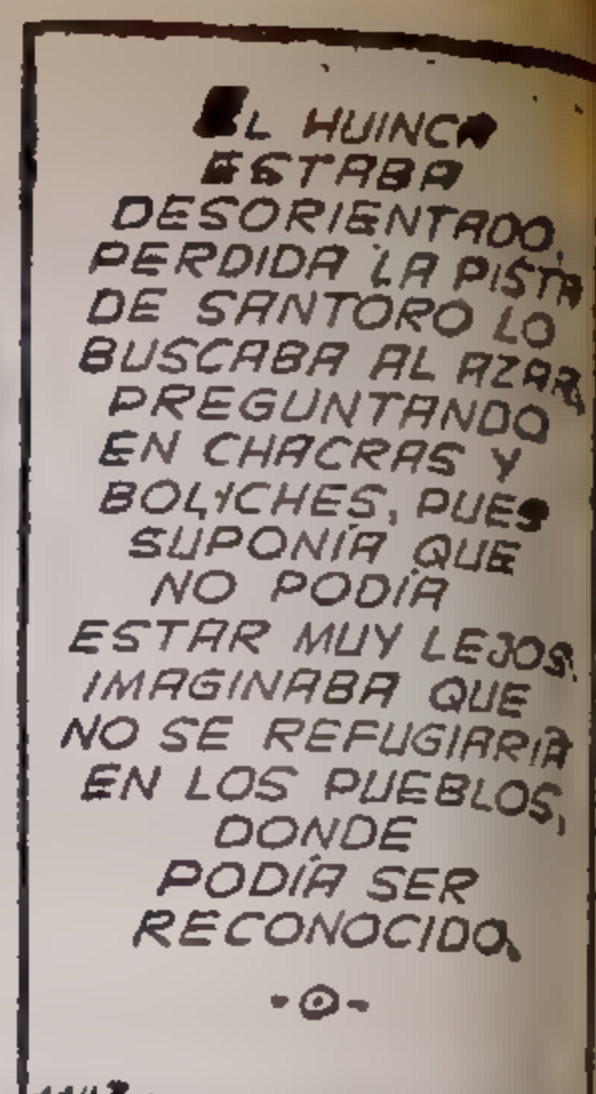 EL HUINCA
ESTABA
DESORIENTADO.
PERDIDA LA PISTA
DE SANTORO LO
BUSCABA AL AZAR,
PREGUNTANDO
EN CHACRAS Y
BOLICHES, PUES
SUPONÍA QUE
NO PODÍA
ESTAR MUY LEJOS.
IMAGINABA QUE
NO SE REFUGIARIA
EN LOS PUEBLOS,
DONDE
PODÍA SER
RECONOCIDO.